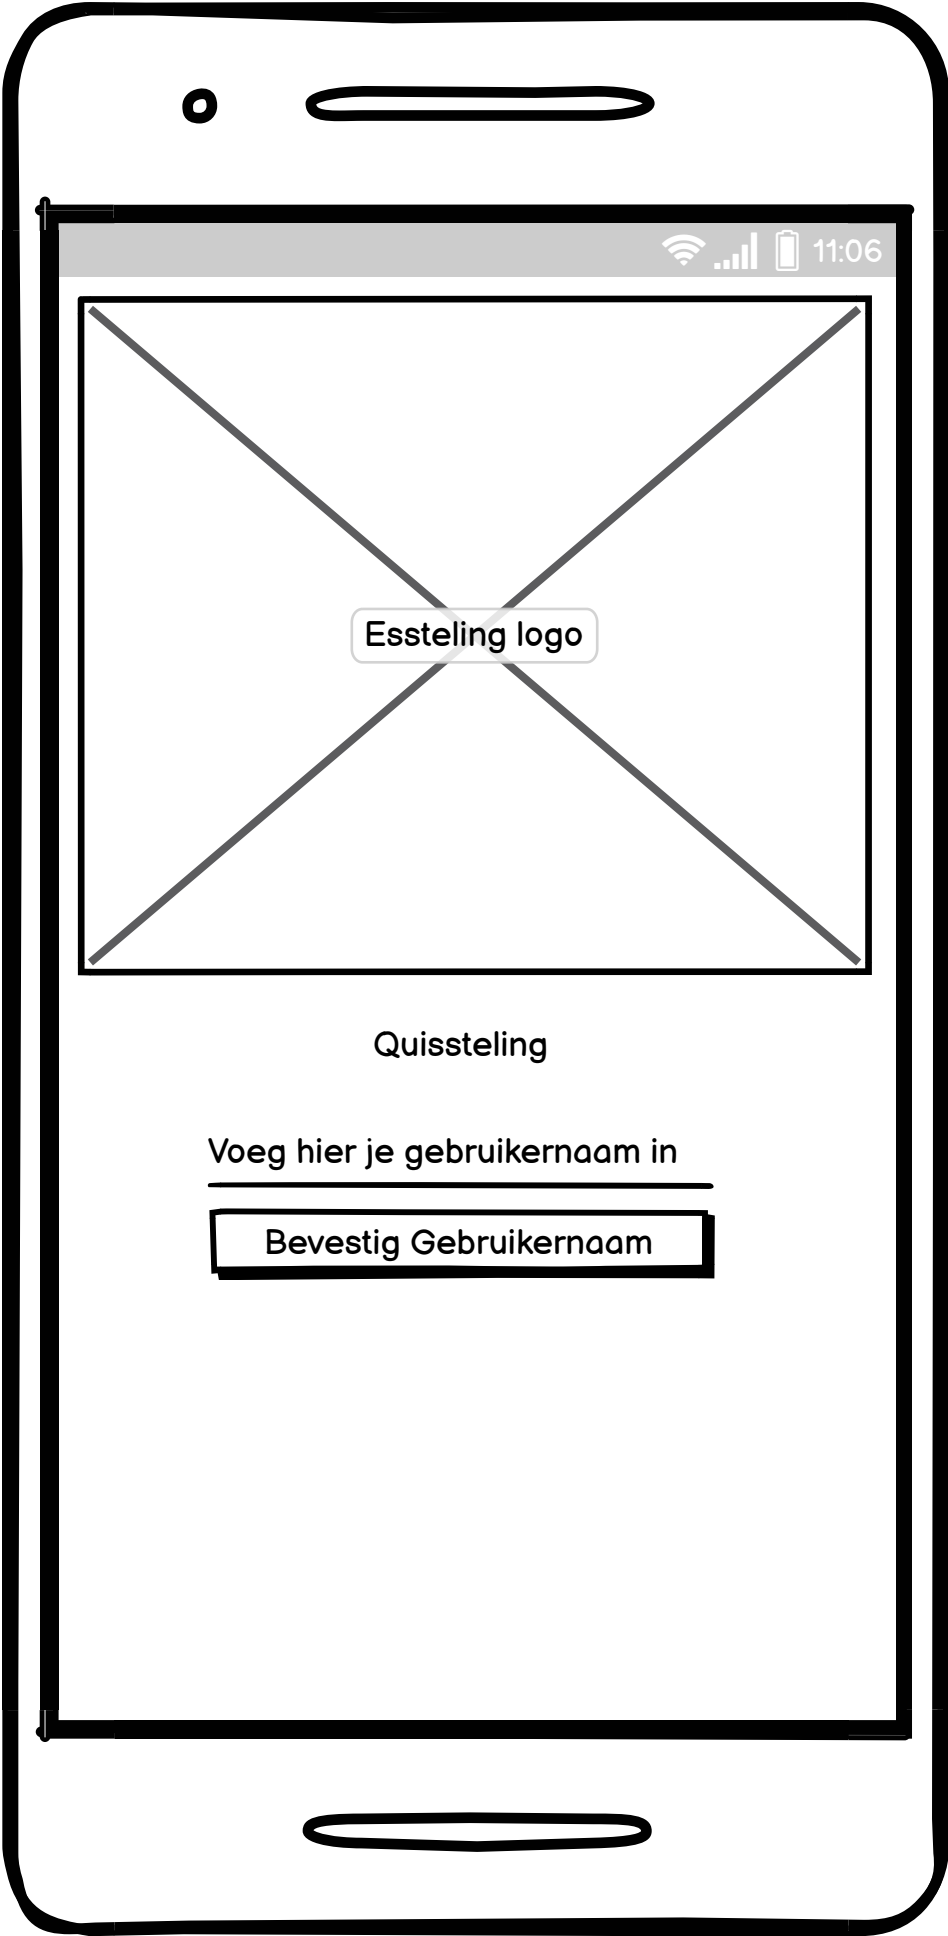 11:06
Essteling logo
Quissteling
Voeg hier je gebruikernaam in
Bevestig Gebruikernaam